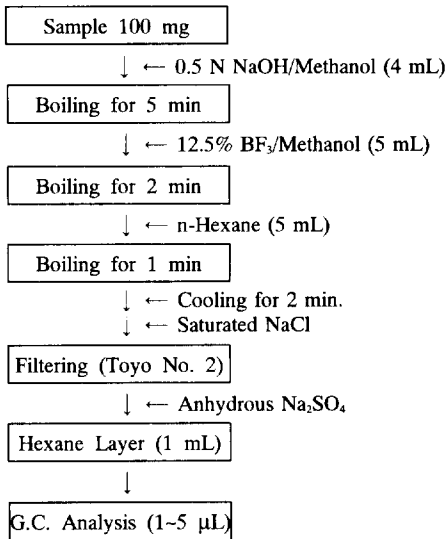 Sample 100 mg
↓ ← 0.5 N NaOH/Methanol (4 mL)
Boiling for 5 min
↓ ← 12.5% BF₃/Methanol (5 mL)
Boiling for 2 min
↓ ← n-Hexane (5 mL)
Boiling for 1 min
↓ ← Cooling for 2 min.
↓ ← Saturated NaCl
Filtering (Toyo No. 2)
↓ ← Anhydrous Na₂SO₄
Hexane Layer (1 mL)
↓
G.C. Analysis (1~5 μL)